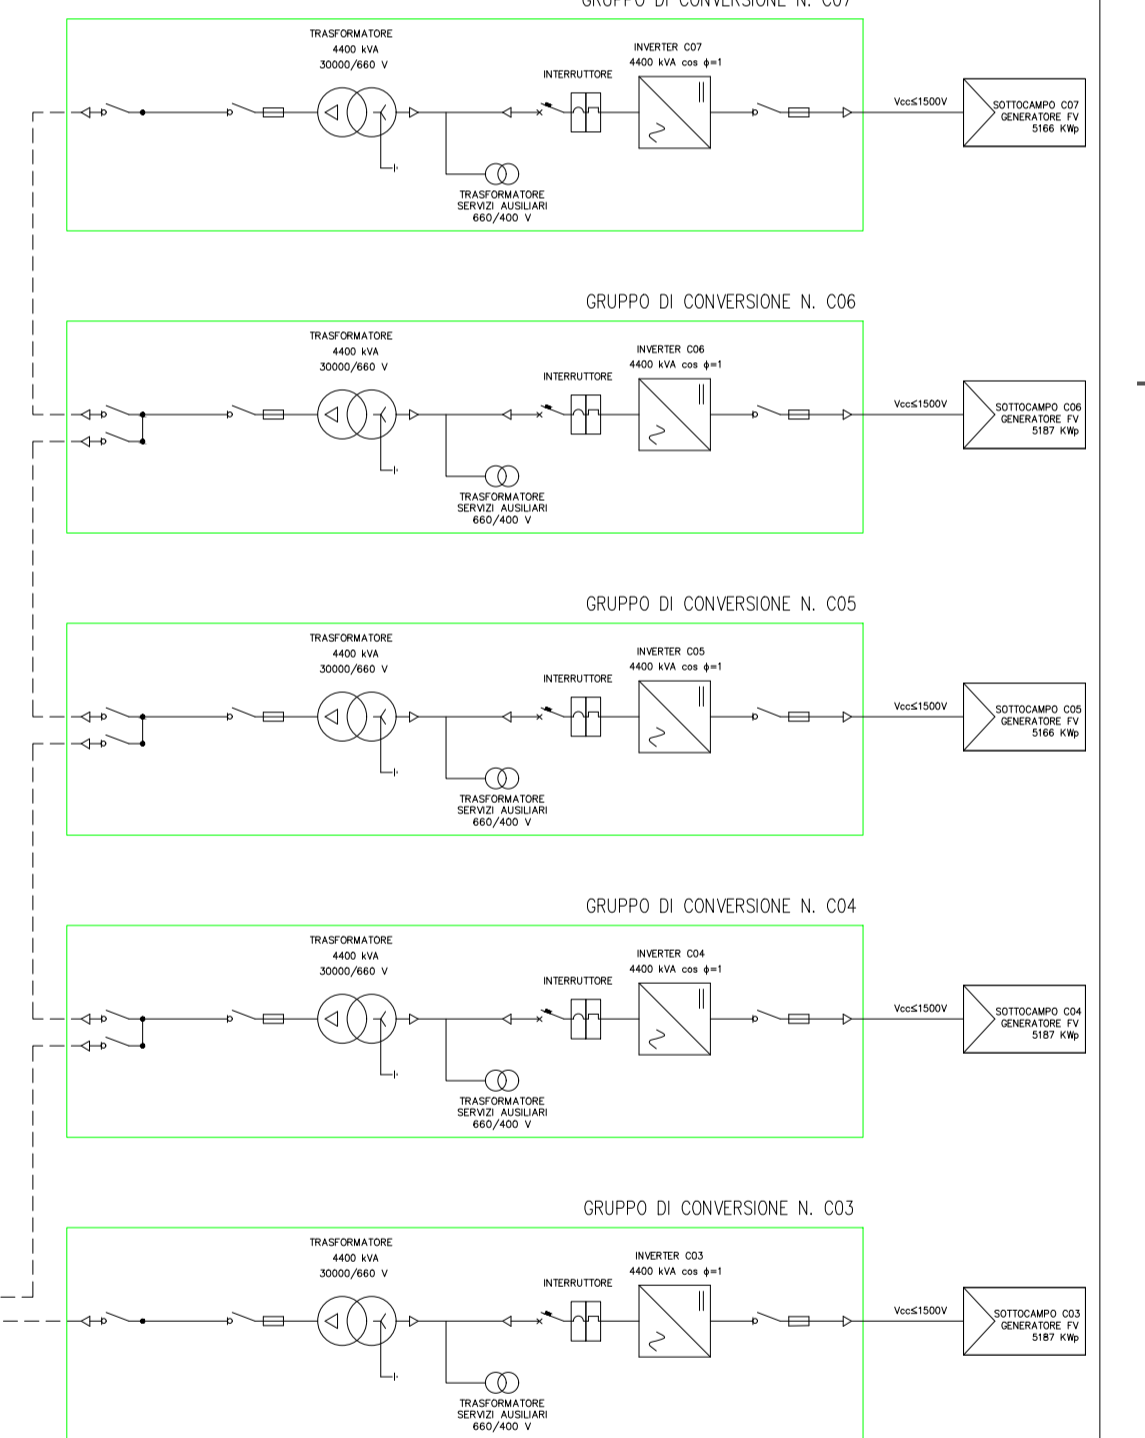 GRUPPO DI CONVERSIONE N. C07
TRASFORMATORE
4400 kVA
30000/660 V
INTERRUTTORE
INVERTER C07
4400 kVA cos ϕ=1
TRASFORMATORE
SERVIZI AUSILIARI
660/400 V
Vcc≤1500V
SOTTOCAMPO C07
GENERATORE FV
5166 KWp
GRUPPO DI CONVERSIONE N. C06
TRASFORMATORE
4400 kVA
30000/660 V
INTERRUTTORE
INVERTER C06
4400 kVA cos ϕ=1
TRASFORMATORE
SERVIZI AUSILIARI
660/400 V
Vcc≤1500V
SOTTOCAMPO C06
GENERATORE FV
5187 KWp
GRUPPO DI CONVERSIONE N. C05
TRASFORMATORE
4400 kVA
30000/660 V
INTERRUTTORE
INVERTER C05
4400 kVA cos ϕ=1
TRASFORMATORE
SERVIZI AUSILIARI
660/400 V
Vcc≤1500V
SOTTOCAMPO C05
GENERATORE FV
5166 KWp
GRUPPO DI CONVERSIONE N. C04
TRASFORMATORE
4400 kVA
30000/660 V
INTERRUTTORE
INVERTER C04
4400 kVA cos ϕ=1
TRASFORMATORE
SERVIZI AUSILIARI
660/400 V
Vcc≤1500V
SOTTOCAMPO C04
GENERATORE FV
5187 KWp
GRUPPO DI CONVERSIONE N. C03
TRASFORMATORE
4400 kVA
30000/660 V
INTERRUTTORE
INVERTER C03
4400 kVA cos ϕ=1
TRASFORMATORE
SERVIZI AUSILIARI
660/400 V
Vcc≤1500V
SOTTOCAMPO C03
GENERATORE FV
5187 KWp